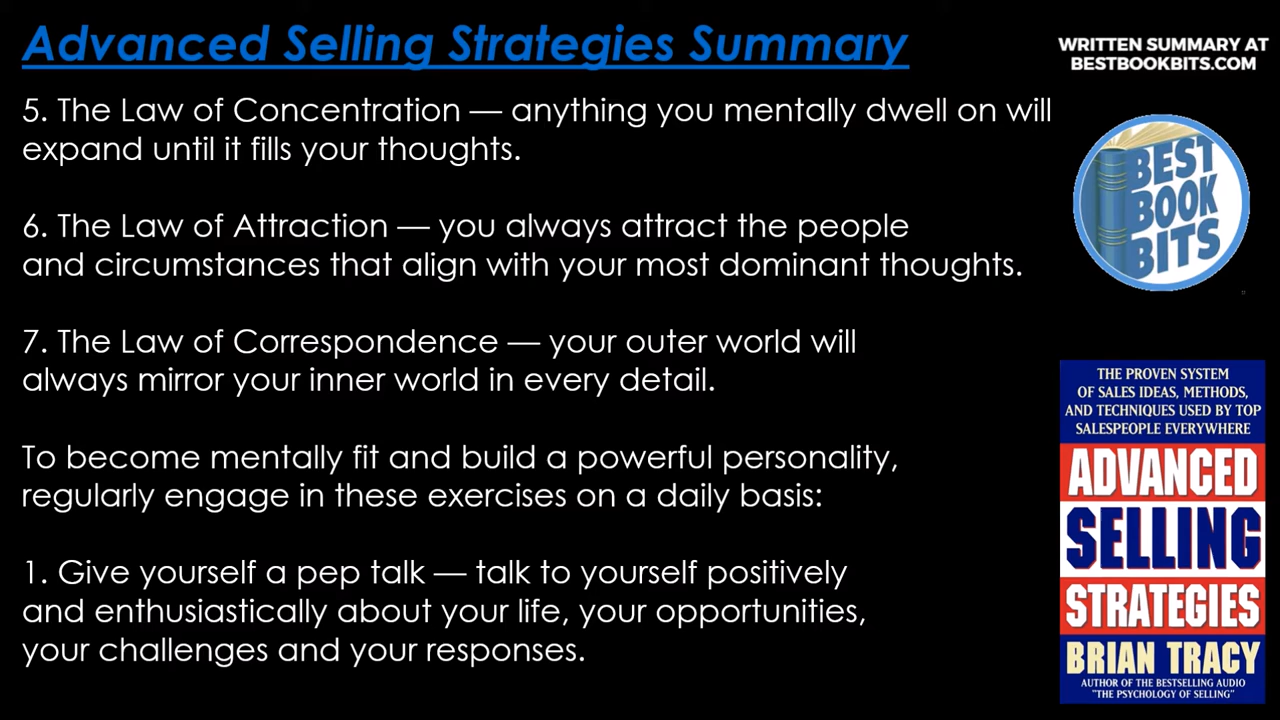 Advanced Selling Strategies Summary
WRITTEN SUMMARY AT
BESTBOOKBITS.COM
5. The Law of Concentration — anything you mentally dwell on will
expand until it fills your thoughts.
6. The Law of Attraction — you always attract the people
and circumstances that align with your most dominant thoughts.
7. The Law of Correspondence — your outer world will
always mirror your inner world in every detail.
To become mentally fit and build a powerful personality,
regularly engage in these exercises on a daily basis:
1. Give yourself a pep talk — talk to yourself positively
and enthusiastically about your life, your opportunities,
your challenges and your responses.
BEST
BOOK
BITS
THE PROVEN SYSTEM
OF SALES IDEAS, METHODS,
AND TECHNIQUES USED BY TOP
SALESPEOPLE EVERYWHERE
ADVANCED
SELLING
STRATEGIES
BRIAN TRACY
AUTHOR OF THE BESTSELLING AUDIO
"THE PSYCHOLOGY OF SELLING"